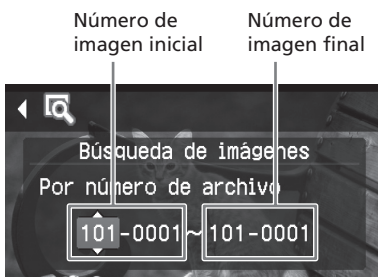 Número de
imagen inicial
Número de
imagen final
Búsqueda de imágenes
Por número de archivo
101-0001~101-0001